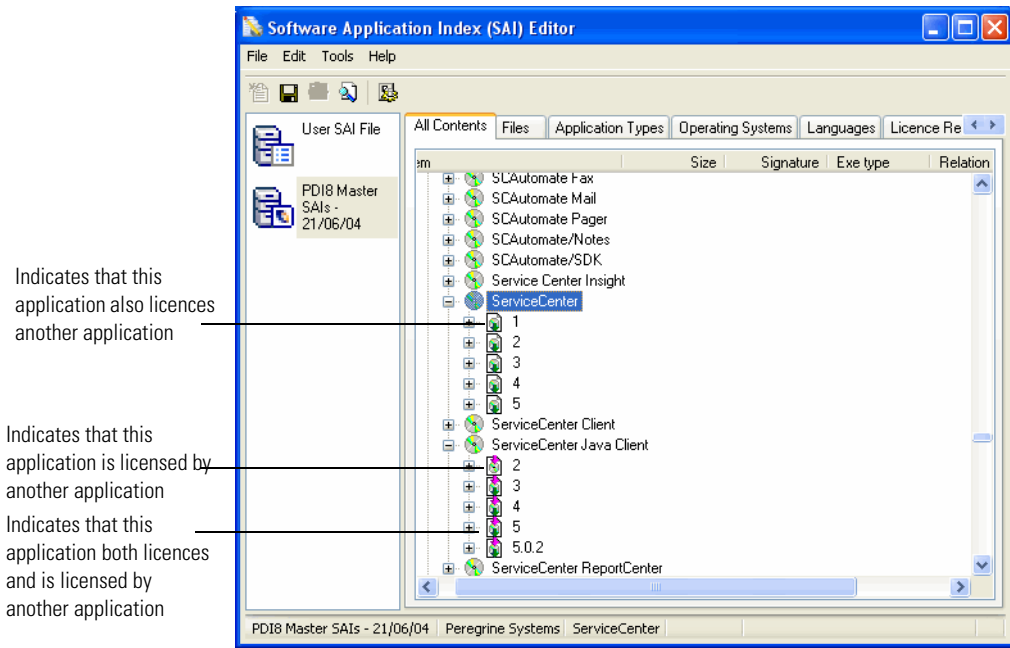 Software Application Index (SAI) Editor
File Edit Tools Help
User SAI File
PDI8 Master
SAIs -
21/06/04
All Contents Files Application Types Operating Systems Languages Licence Re
em Size Signature Exe type Relation
SCAutomate Fax
SCAutomate Mail
SCAutomate Pager
SCAutomate/Notes
SCAutomate/SDK
Service Center Insight
ServiceCenter
1
2
3
4
5
ServiceCenter Client
ServiceCenter Java Client
2
3
4
5
5.0.2
ServiceCenter ReportCenter
PDI8 Master SAIs - 21/06/04 Peregrine Systems ServiceCenter
Indicates that this
application also licences
another application
Indicates that this
application is licensed by
another application
Indicates that this
application both licences
and is licensed by
another application